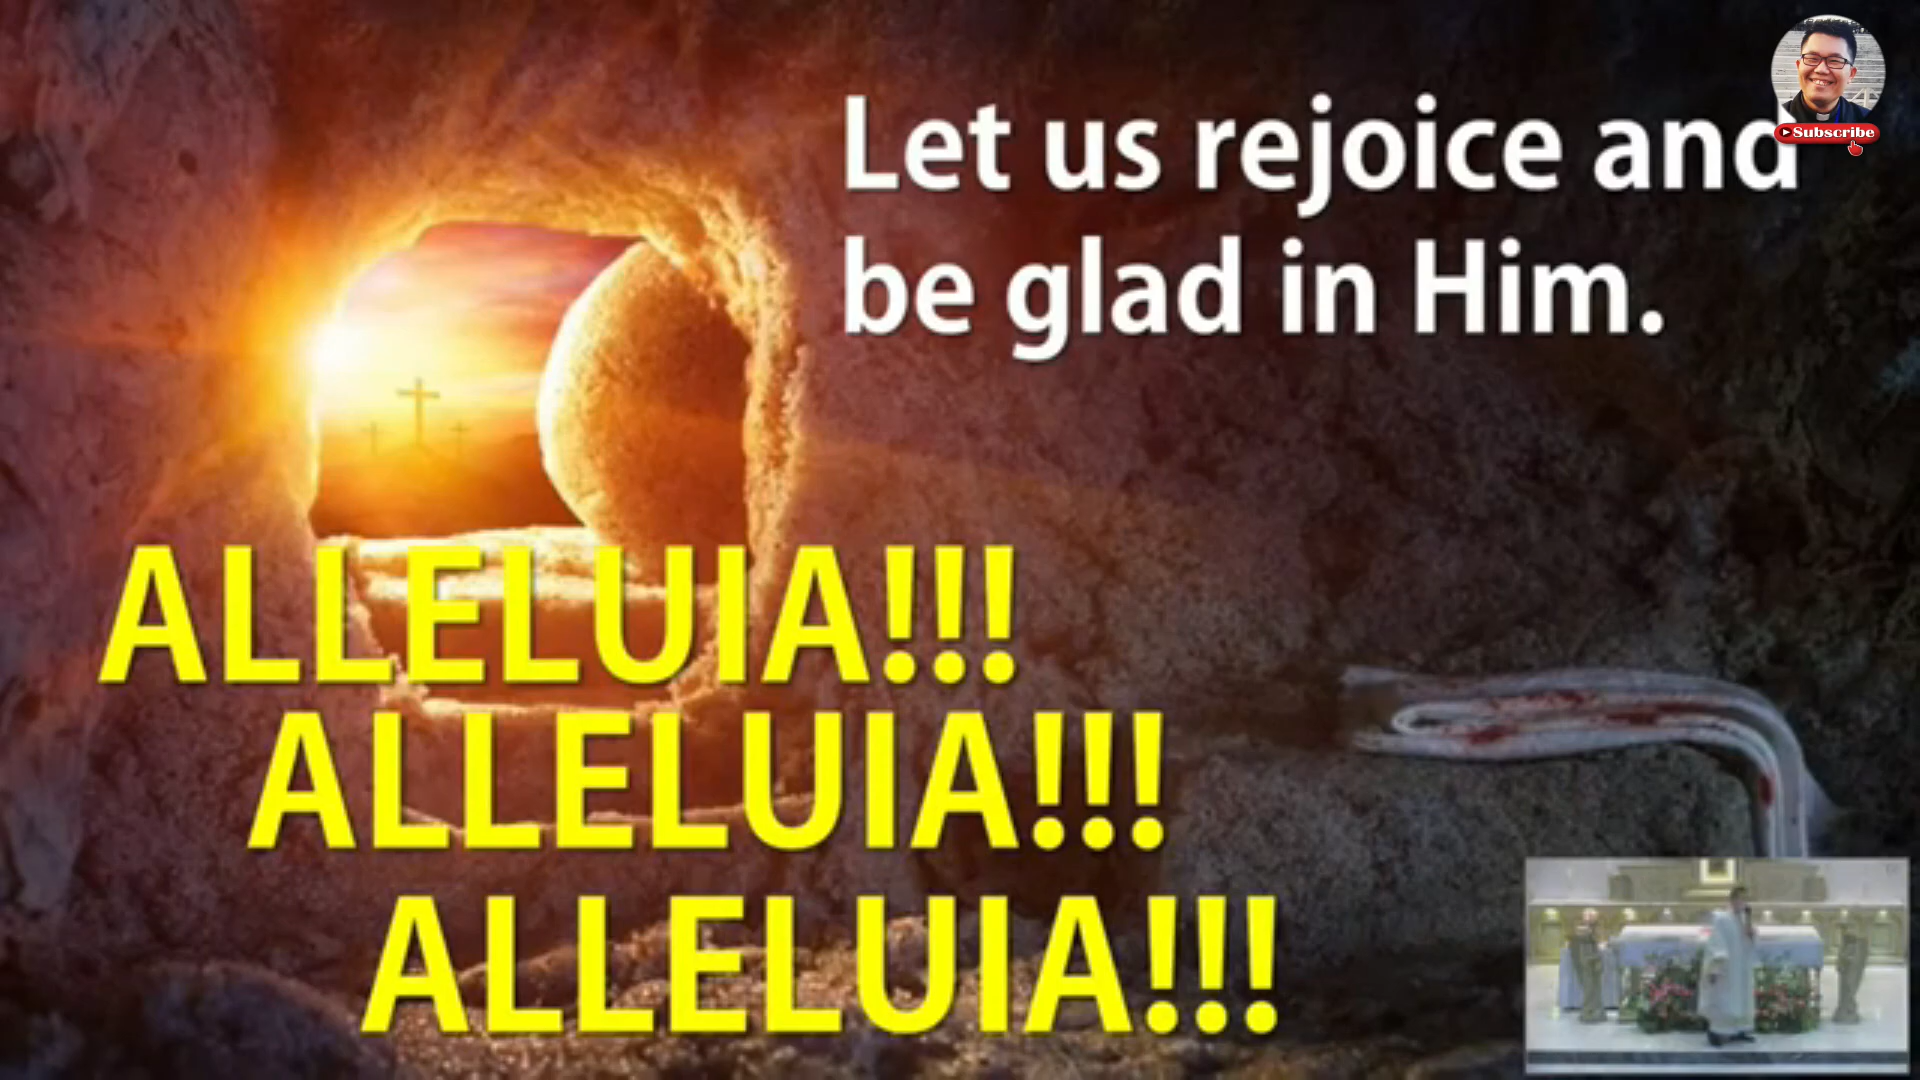 Let us rejoice and
be glad in Him.
Subscribe
ALLELUIA!!!
ALLELUIA!!!
ALLELUIA!!!